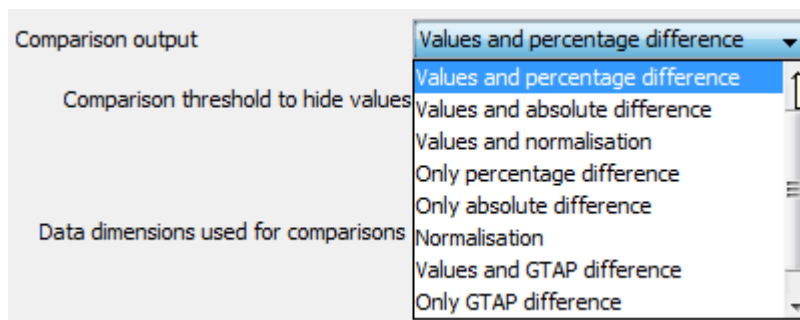 Comparison output Values and percentage difference
Values and percentage difference
Comparison threshold to hide values Values and absolute difference
Values and normalisation
Only percentage difference
Only absolute difference
Data dimensions used for comparisons Normalisation
Values and GTAP difference
Only GTAP difference